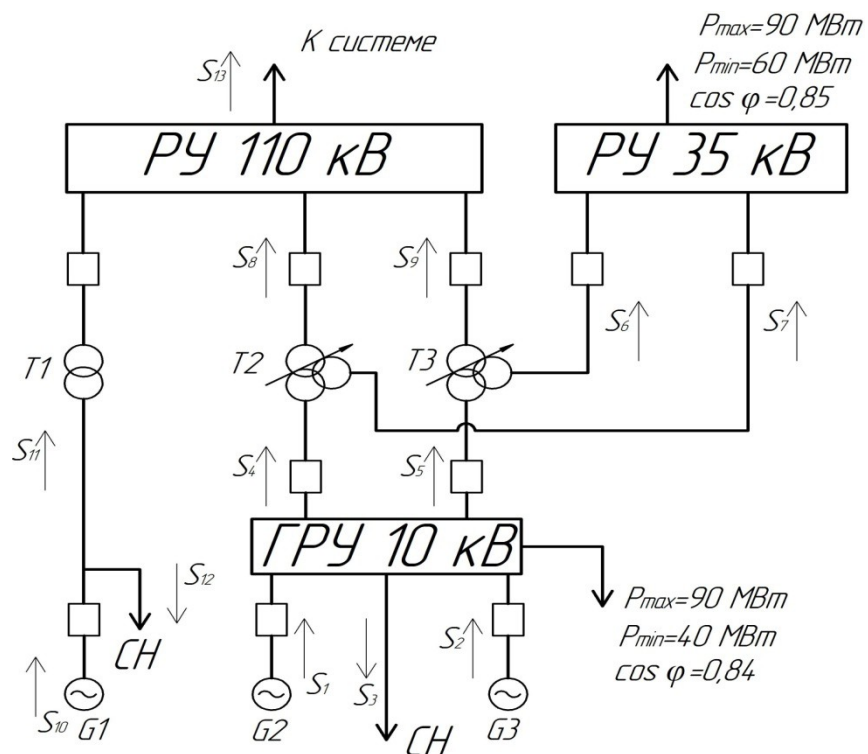 К системе
S13
Pmax=90 МВт
Pmin=60 МВт
cos φ=0,85
РУ 110 кВ
РУ 35 кВ
S8
S9
S6
S7
T1
T2
T3
S11
S4
S5
ГРУ 10 кВ
S12
СН
S10
G1
G2
S1
S3
СН
S2
G3
Pmax=90 МВт
Pmin=40 МВт
cos φ=0,84